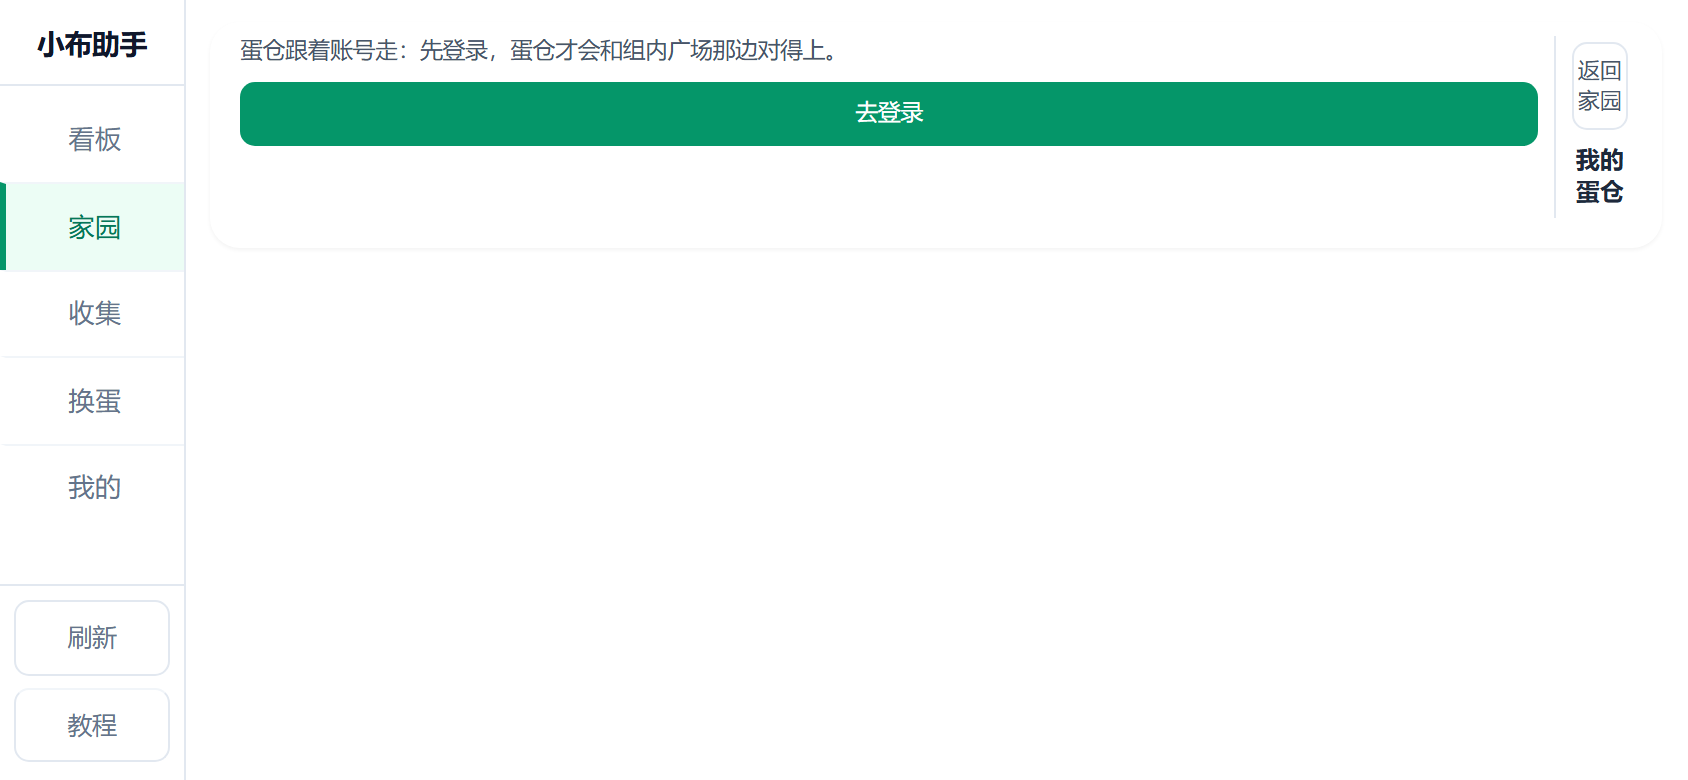 小布助手
看板
家园
收集
换蛋
我的
刷新
教程
蛋仓跟着账号走：先登录，蛋仓才会和组内广场那边对得上。
去登录
返回
家园
我的
蛋仓